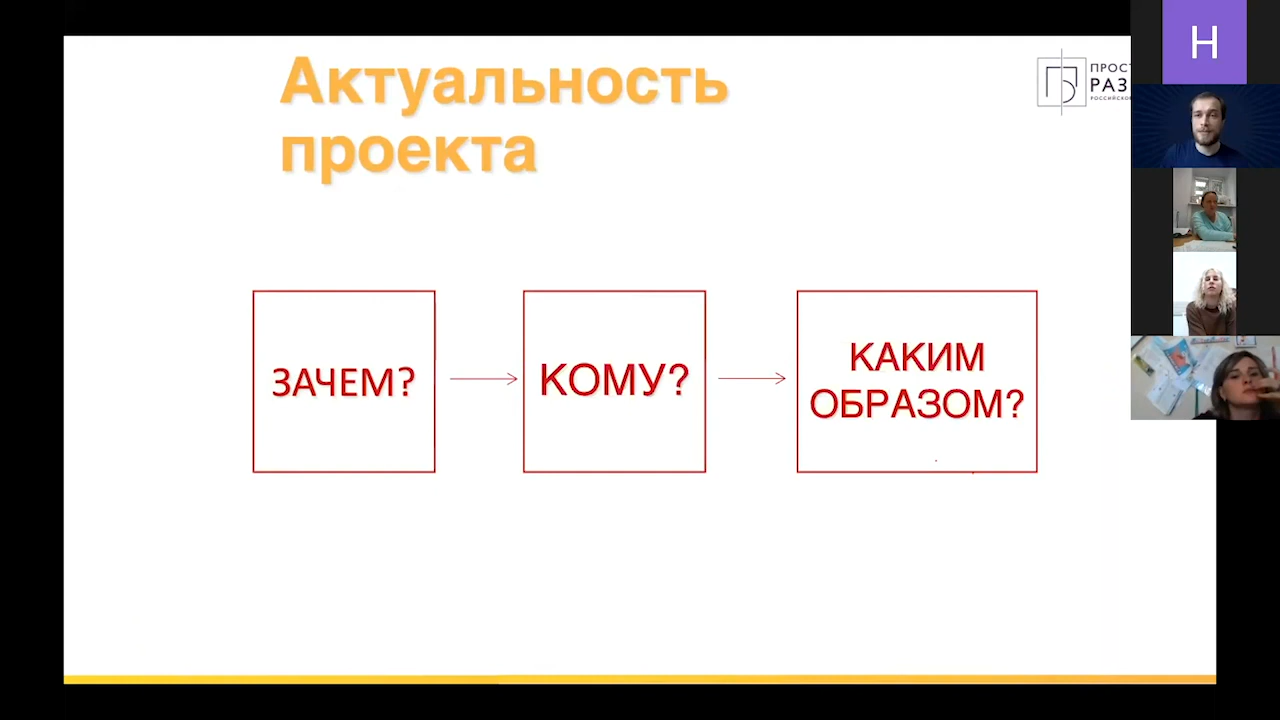 Актуальность
проекта
ЗАЧЕМ?
КОМУ?
КАКИМ
ОБРАЗОМ?
Н